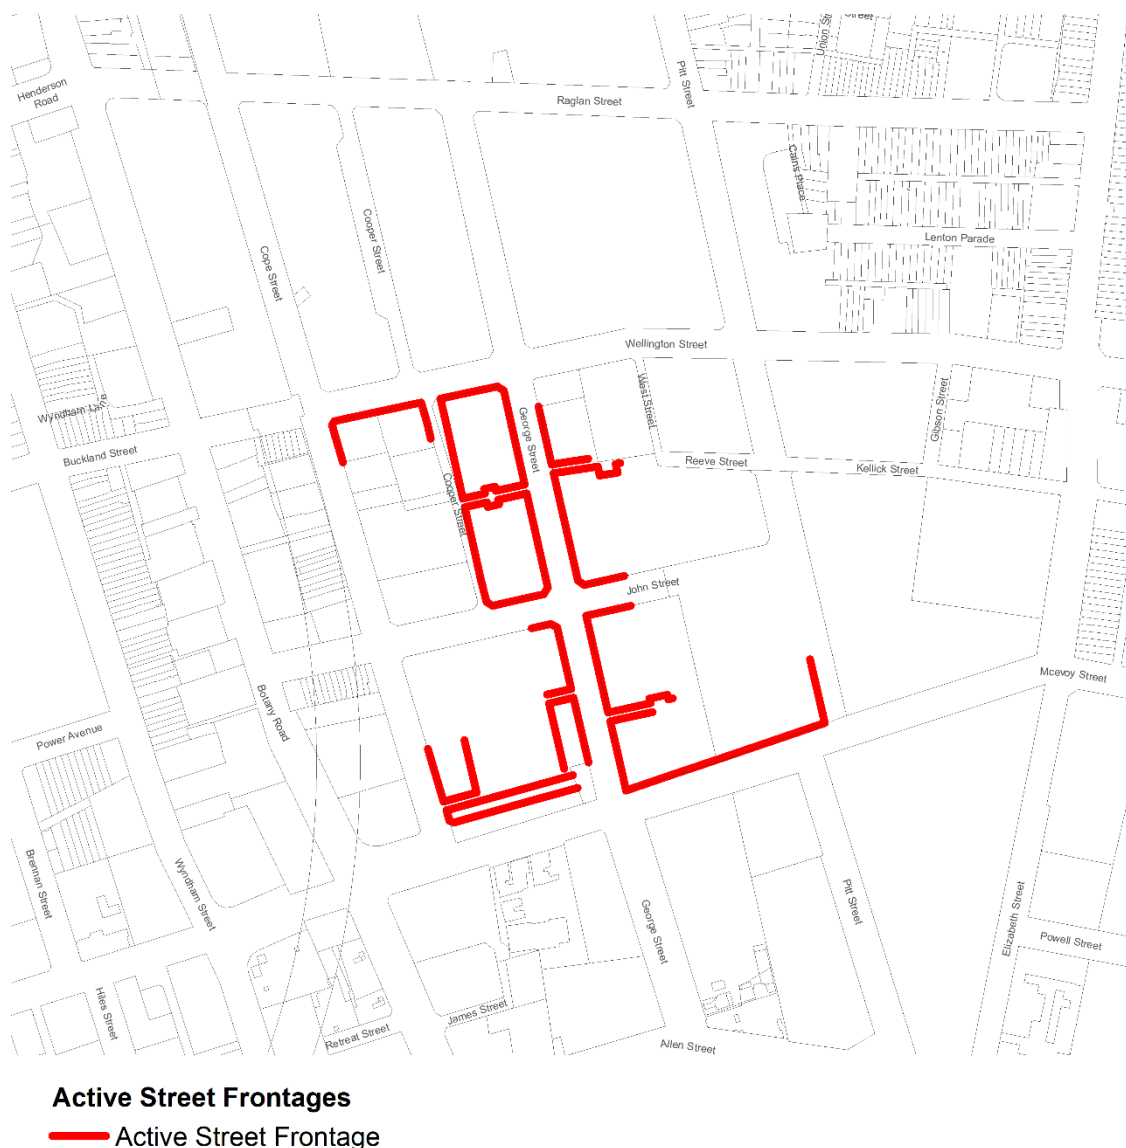 Union St
Street
Henderson
Road
Pitt Street
Raglan Street
Cains Place
Cooper Street
Lenton Parade
Cope Street
Wellington Street
West Street
Gibson Street
Wyndham Lane
George Street
Buckland Street
Reeve Street
Kellick Street
Cooper Street
John Street
Mcevoy Street
Botany Road
Power Avenue
Brennan Street
Wyndham Street
Pitt Street
George Street
Elizabeth Street
Powell Street
Hiles Street
James Street
Retreat Street
Allen Street
Active Street Frontages
Active Street Frontage